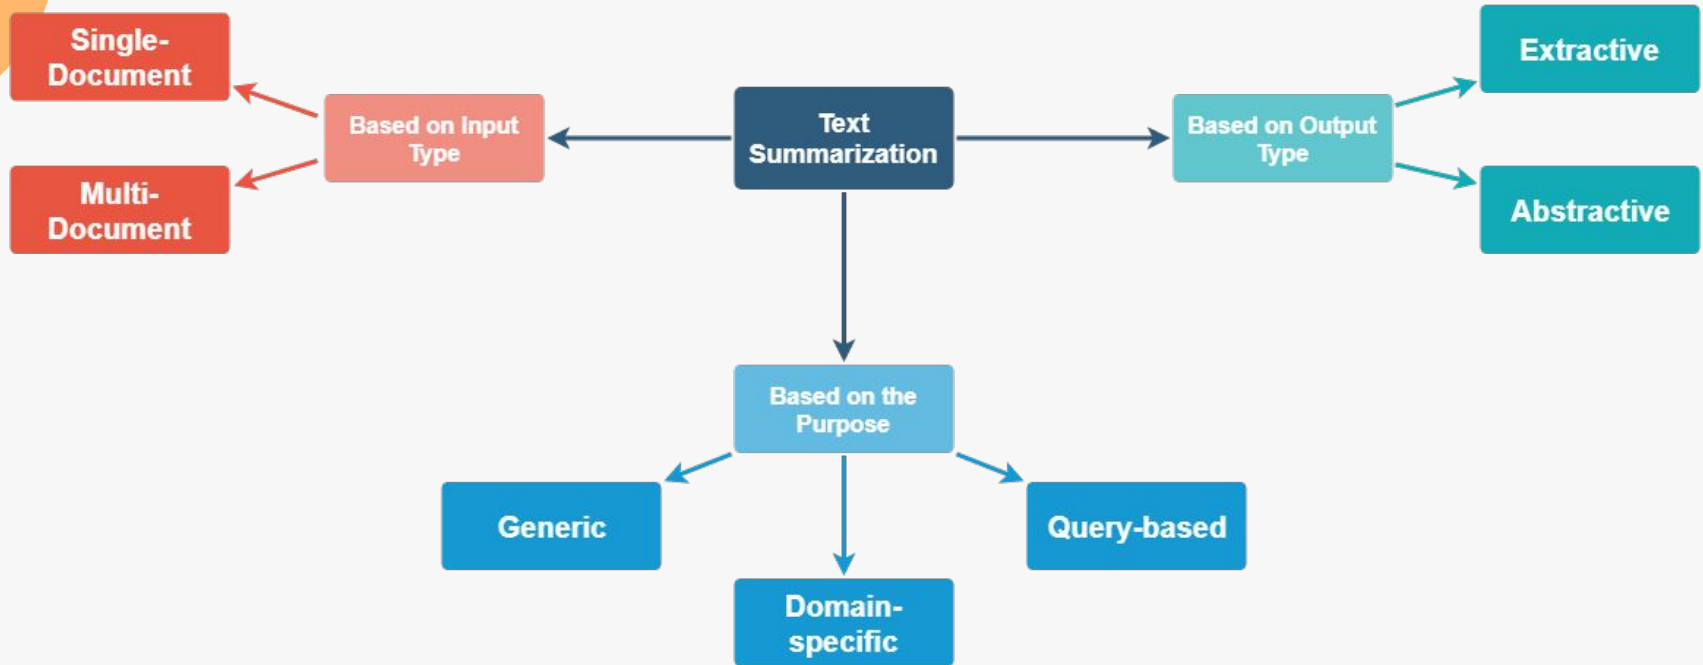 Single-
Document
Multi-
Document
Based on Input
Type
Text
Summarization
Based on Output
Type
Extractive
Abstractive
Based on the
Purpose
Generic
Domain-
specific
Query-based